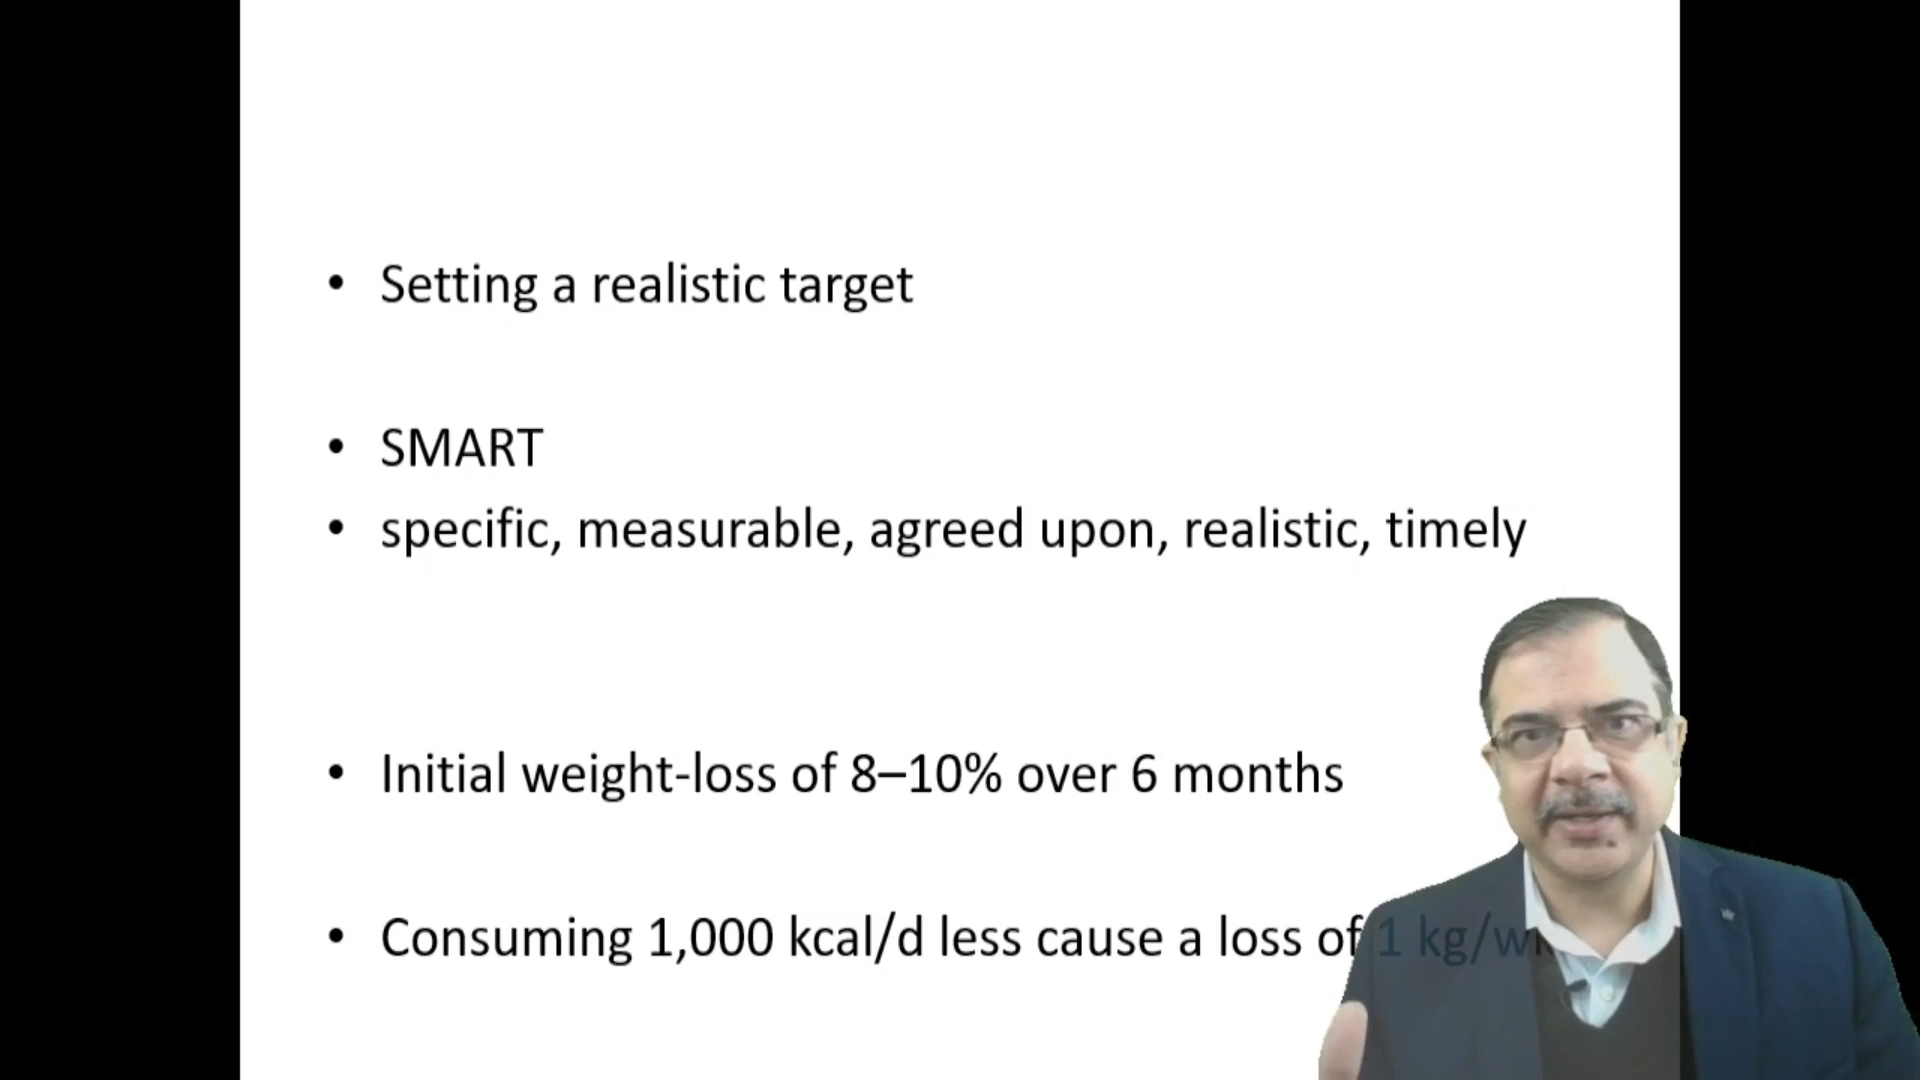 • Setting a realistic target
• SMART
• specific, measurable, agreed upon, realistic, timely
• Initial weight-loss of 8–10% over 6 months
• Consuming 1,000 kcal/d less cause a loss of 1 kg/wk